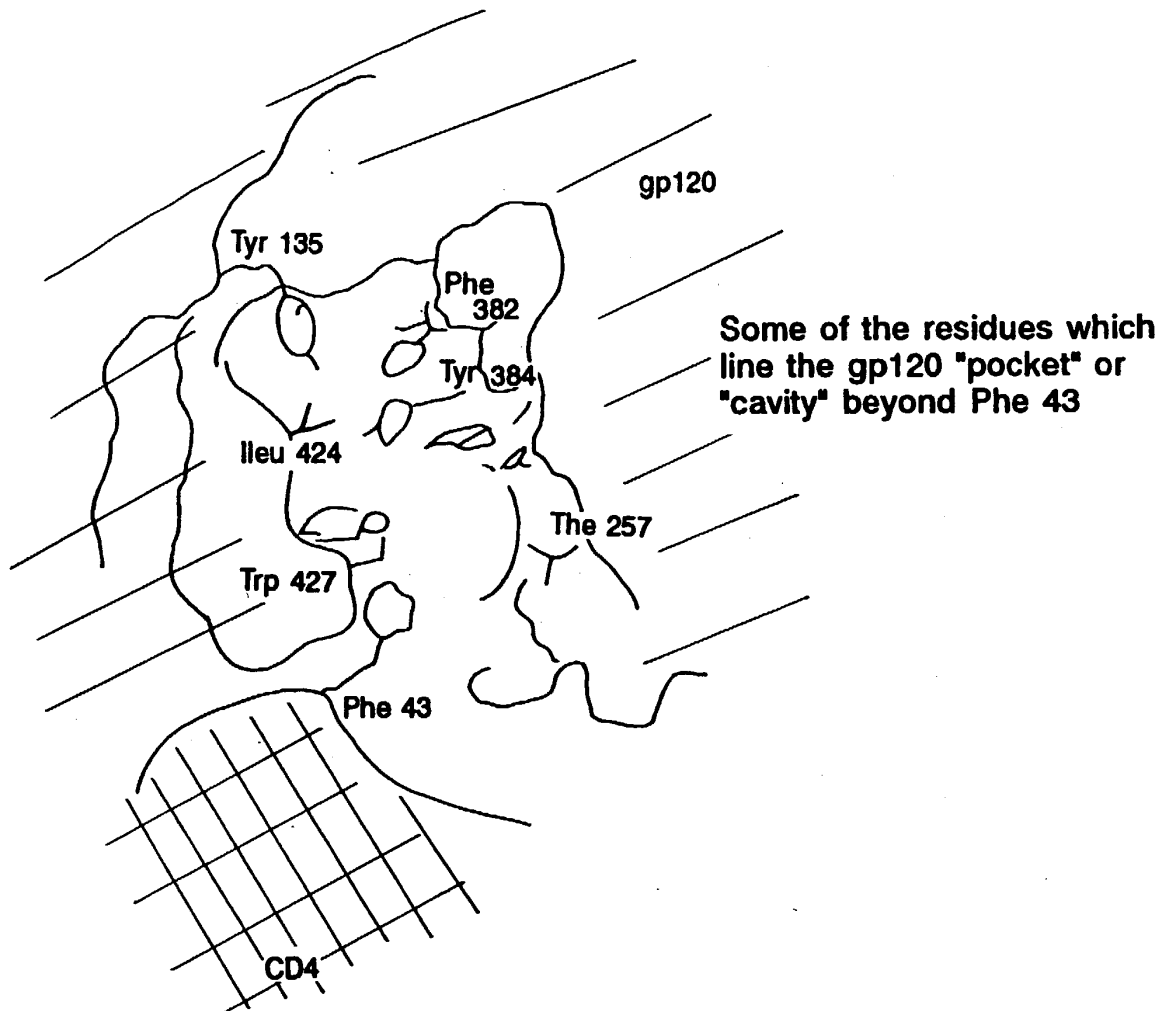 gp120
Tyr 135
Phe
382
Some of the residues which
line the gp120 "pocket" or
"cavity" beyond Phe 43
Tyr 384
Ileu 424
The 257
Trp 427
Phe 43
CD4